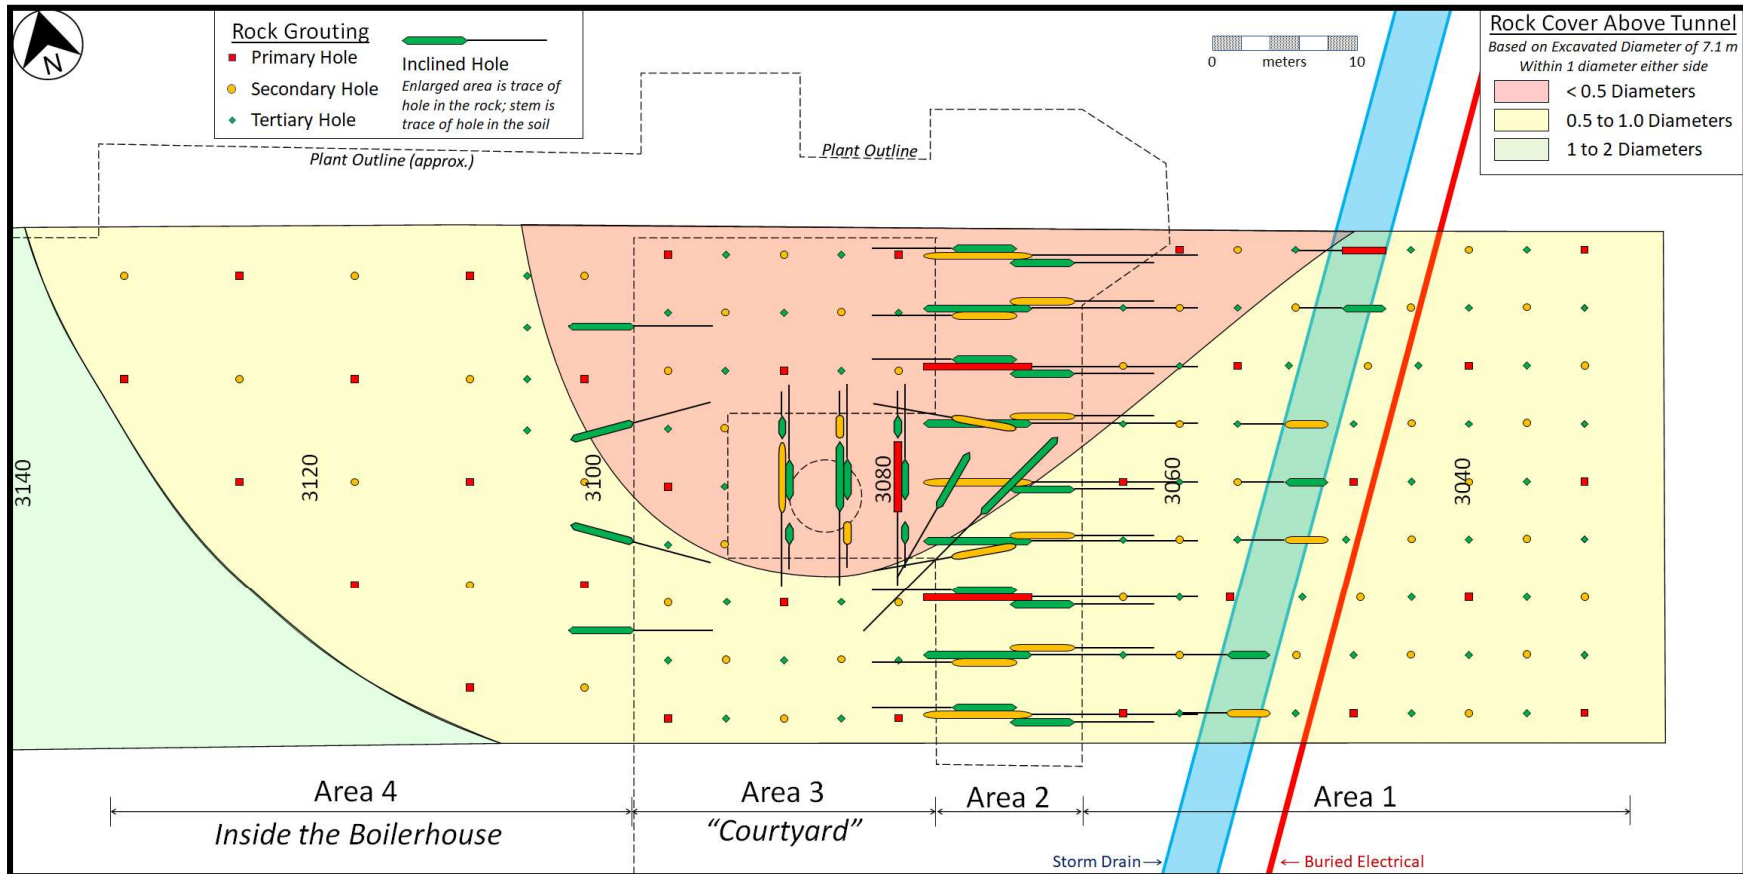 N
Rock Grouting
Primary Hole
Secondary Hole
Tertiary Hole
Inclined Hole
Enlarged area is trace of
hole in the rock; stem is
trace of hole in the soil
0 meters 10
Rock Cover Above Tunnel
Based on Excavated Diameter of 7.1 m
Within 1 diameter either side
< 0.5 Diameters
0.5 to 1.0 Diameters
1 to 2 Diameters
Plant Outline (approx.)
Plant Outline
3140
3120
3100
3080
3060
3040
Area 4
Inside the Boilerhouse
Area 3
"Courtyard"
Area 2
Area 1
Storm Drain
Buried Electrical